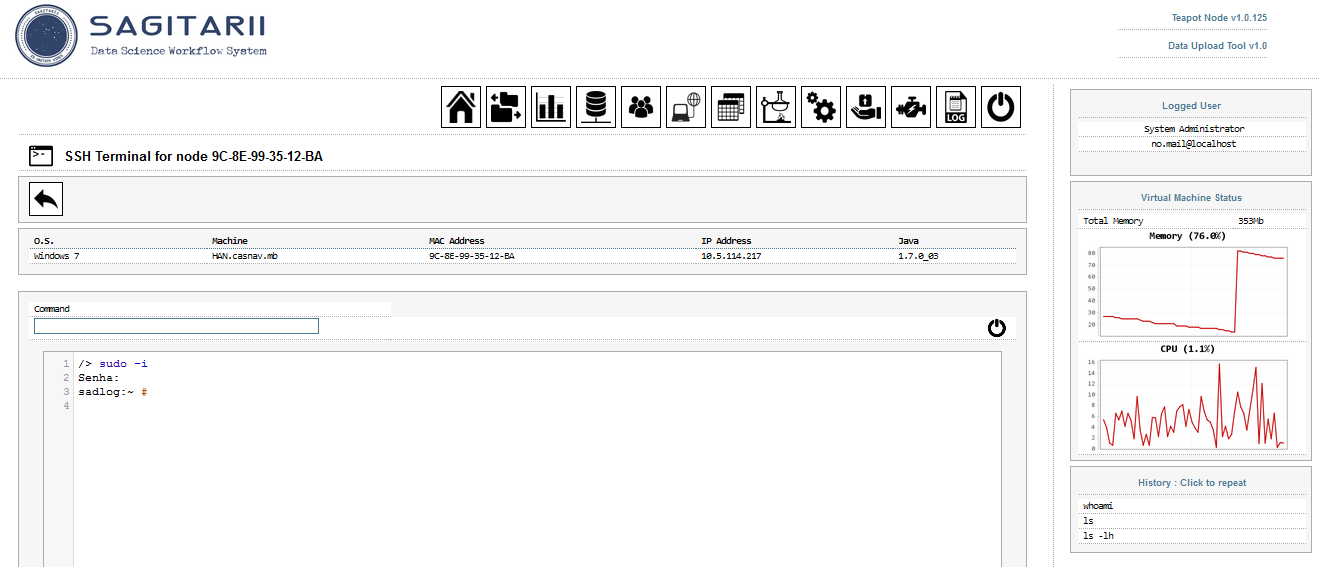 SAGITARII
Data Science Workflow System
Teapot Node v1.0.125
Data Upload Tool v1.0
LOG
SSH Terminal for node 9C-8E-99-35-12-BA
O.S. Machine MAC Address IP Address Java
Windows 7 HAN.casnav.mb 9C-8E-99-35-12-BA 10.5.114.217 1.7.0_03
Command
1 /> sudo -i
2 Senha:
3 sadlog:~ #
4
Logged User
System Administrator
no.mail@localhost
Virtual Machine Status
Total Memory 353Mb
Memory (76.0%)
80
70
60
50
40
30
20
CPU (1.1%)
16
14
12
10
8
6
4
2
0
History : Click to repeat
whoami
ls
ls -lh